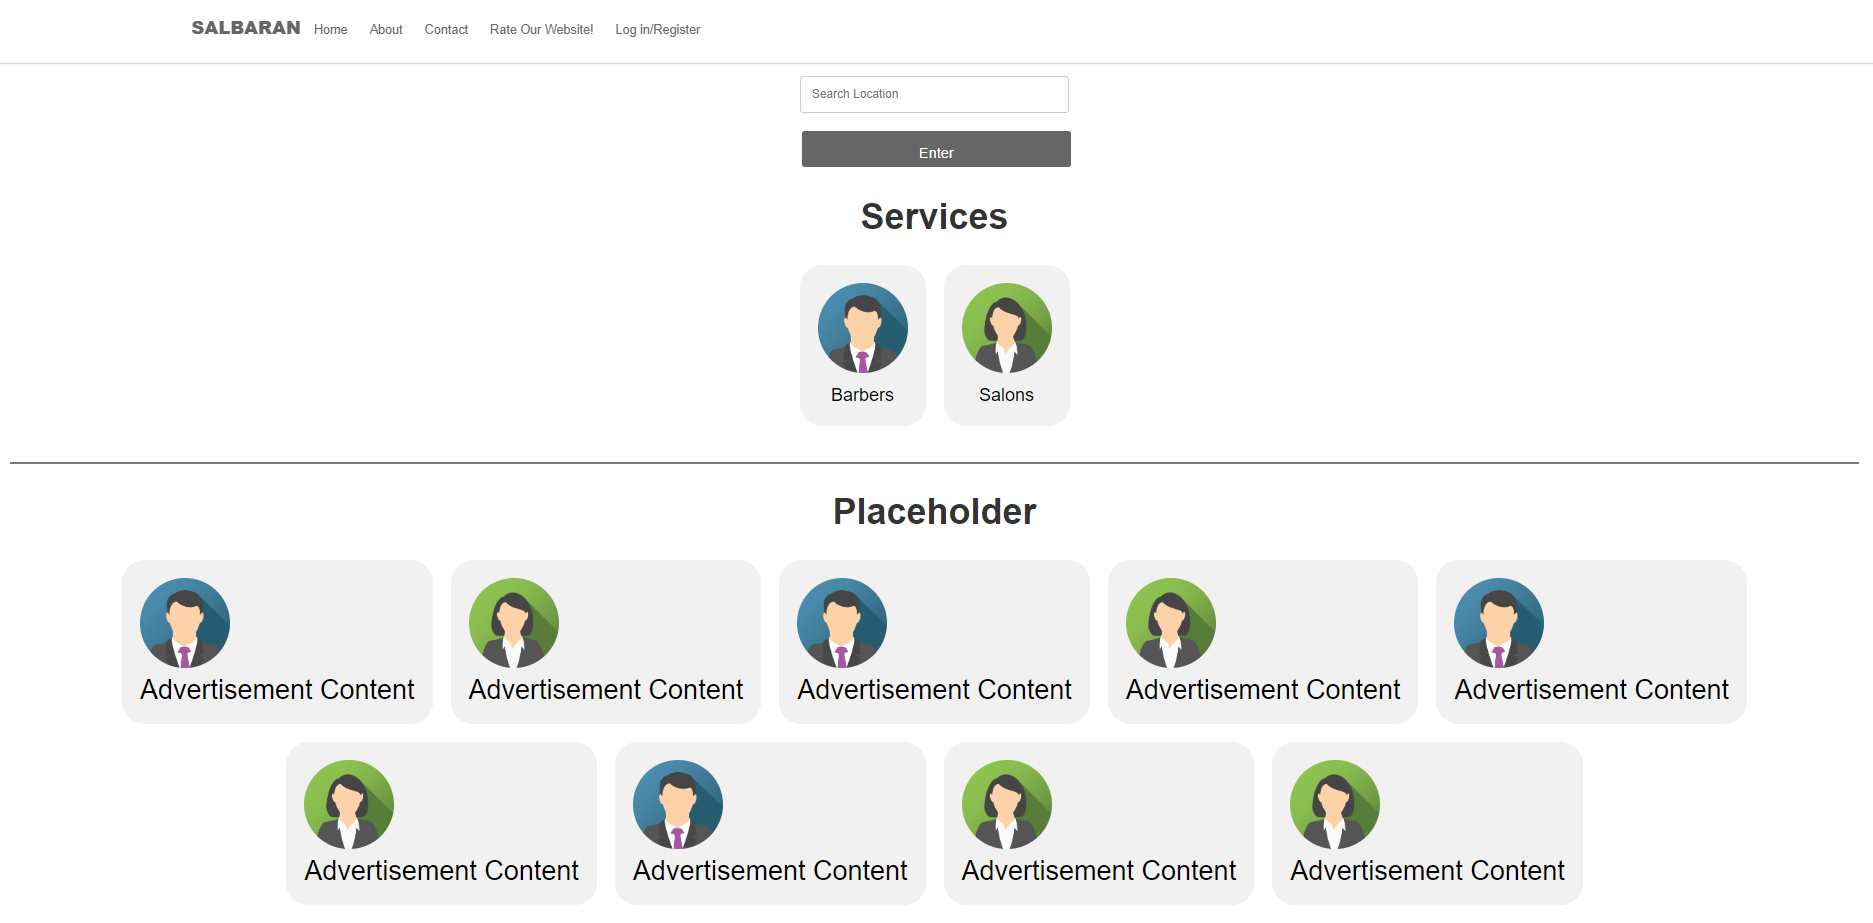 SALBARAN Home About Contact Rate Our Website! Log in/Register
Search Location
Enter
Services
Barbers Salons
Placeholder
Advertisement Content Advertisement Content Advertisement Content Advertisement Content Advertisement Content
Advertisement Content Advertisement Content Advertisement Content Advertisement Content